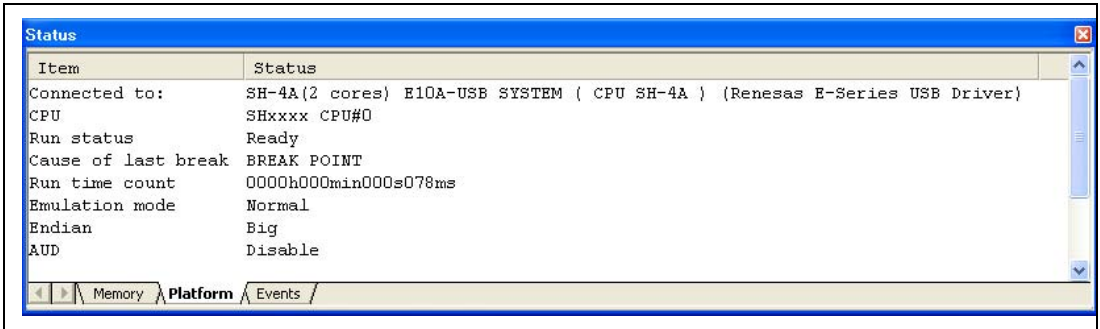 Status
Item Status
Connected to: SH-4A(2 cores) E10A-USB SYSTEM ( CPU SH-4A ) (Renesas E-Series USB Driver)
CPU SHxxxx CPU#0
Run status Ready
Cause of last break BREAK POINT
Run time count 0000h000min000s078ms
Emulation mode Normal
Endian Big
AUD Disable
Memory Platform Events